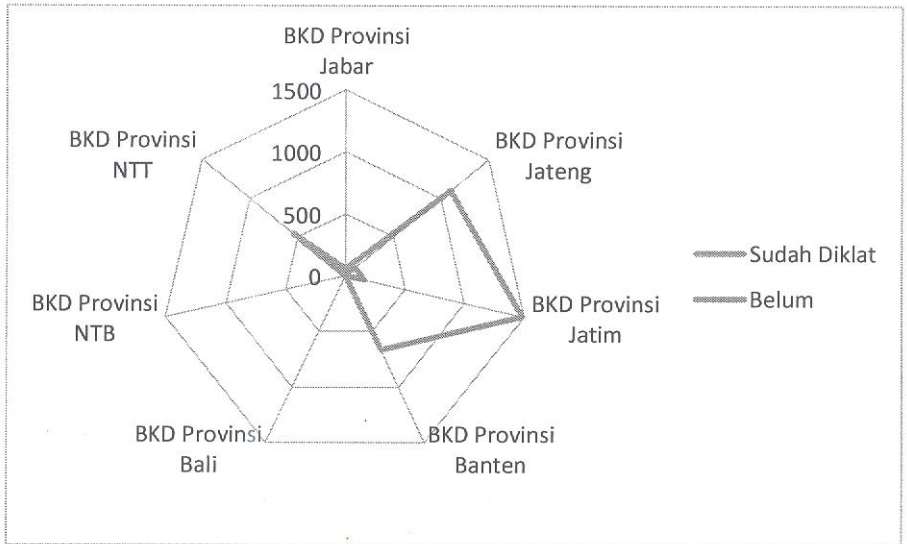 BKD Provinsi
Jabar
1500
1000
500
0
BKD Provinsi
Jateng
BKD Provinsi
Jatim
BKD Provinsi
Banten
BKD Provinsi
Bali
BKD Provinsi
NTB
BKD Provinsi
NTT
Sudah Diklat
Belum